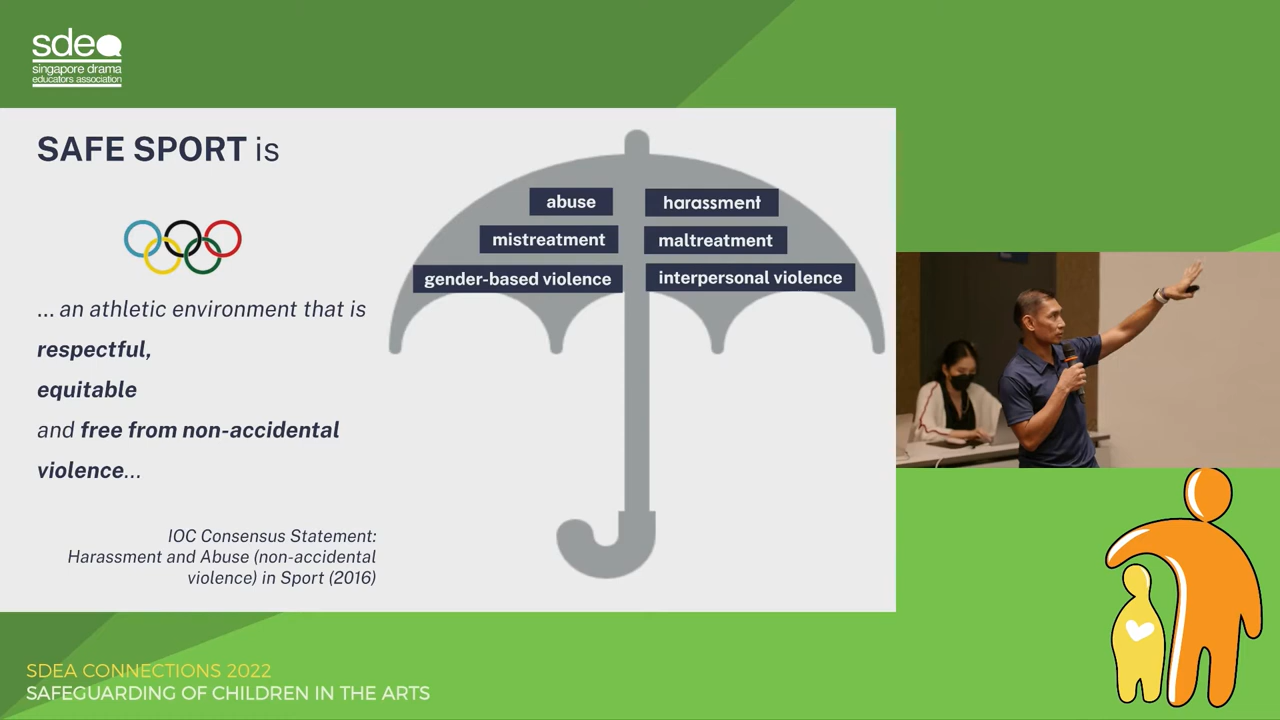 sdea
singapore drama
educators association
SAFE SPORT is
... an athletic environment that is
respectful,
equitable
and free from non-accidental
violence...
IOC Consensus Statement:
Harassment and Abuse (non-accidental
violence) in Sport (2016)
abuse
harassment
mistreatment
maltreatment
gender-based violence
interpersonal violence
SDEA CONNECTIONS 2022
SAFEGUARDING OF CHILDREN IN THE ARTS